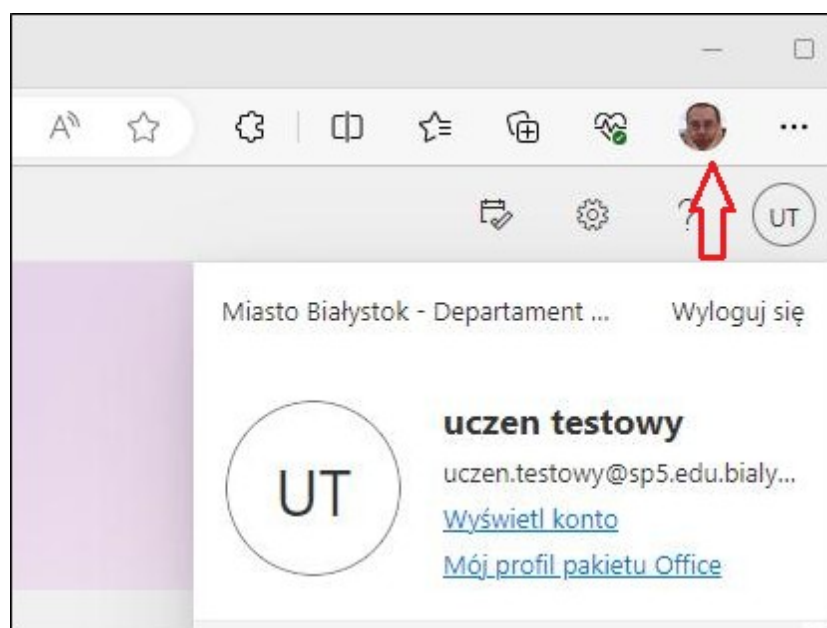 A
?
UT
Miasto Białystok - Departament ... Wyloguj się
UT
uczen testowy
uczen.testowy@sp5.edu.bialy...
Wyświetl konto
Mój profil pakietu Office